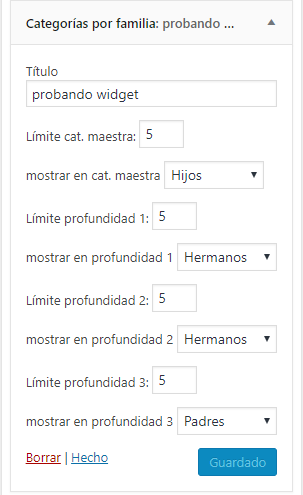 Categorías por familia: probando ...
Título
probando widget
Límite cat. maestra: 5
mostrar en cat. maestra Hijos
Límite profundidad 1: 5
mostrar en profundidad 1 Hermanos
Límite profundidad 2: 5
mostrar en profundidad 2 Hermanos
Límite profundidad 3: 5
mostrar en profundidad 3 Padres
Borrar | Hecho Guardado